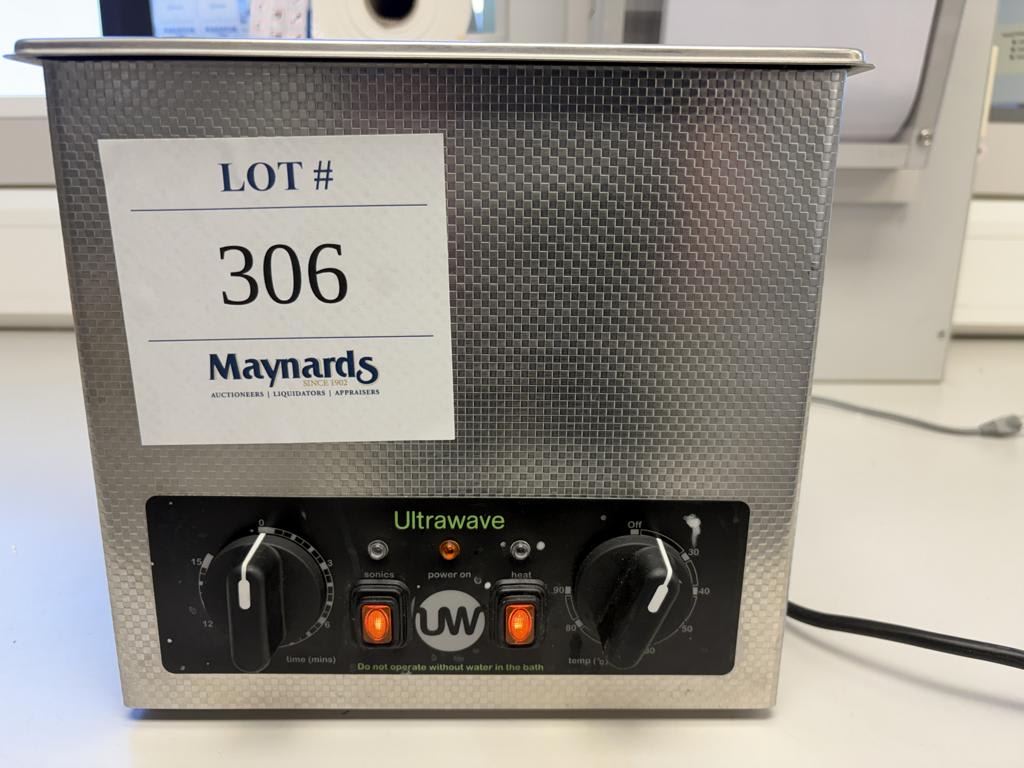 LOT #
306
Maynards
SINCE 1902
AUCTIONEERS | LIQUIDATORS | APPRAISERS
Ultrawave
sonics power on heat
UW
0
3
6
12
15
time (mins)
Off
30
40
50
80
90
temp (°c)
Do not operate without water in the bath